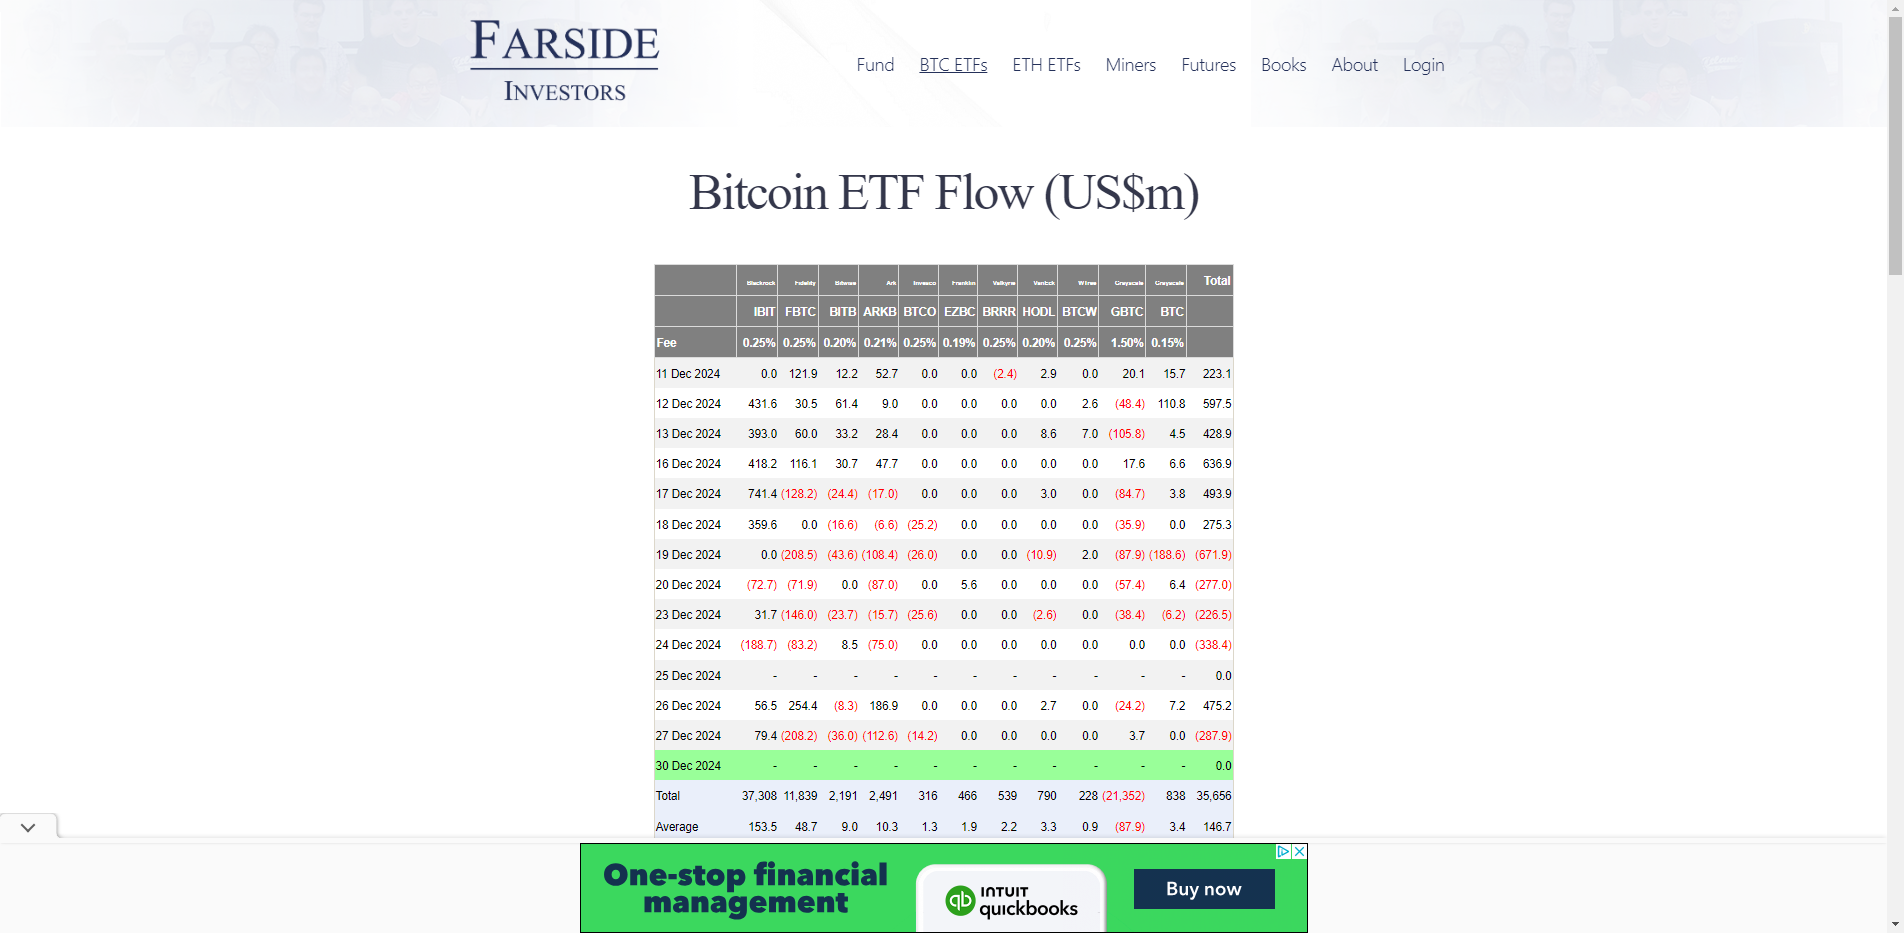 FARSIDE
INVESTORS
Fund BTC ETFs ETH ETFs Miners Futures Books About Login
Bitcoin ETF Flow (US$m)
Blackrock Fidelity Bitwise Ark Invesco Franklin Valkyrie VanEck WTree Grayscale Grayscale Total
IBIT FBTC BITB ARKB BTCO EZBC BRRR HODL BTCW GBTC BTC
Fee 0.25% 0.25% 0.20% 0.21% 0.25% 0.19% 0.25% 0.20% 0.25% 1.50% 0.15%
11 Dec 2024 0.0 121.9 12.2 52.7 0.0 0.0 (2.4) 2.9 0.0 20.1 15.7 223.1
12 Dec 2024 431.6 30.5 61.4 9.0 0.0 0.0 0.0 0.0 2.6 (48.4) 110.8 597.5
13 Dec 2024 393.0 60.0 33.2 28.4 0.0 0.0 0.0 8.6 7.0 (105.8) 4.5 428.9
16 Dec 2024 418.2 116.1 30.7 47.7 0.0 0.0 0.0 0.0 0.0 17.6 6.6 636.9
17 Dec 2024 741.4 (128.2) (24.4) (17.0) 0.0 0.0 0.0 3.0 0.0 (84.7) 3.8 493.9
18 Dec 2024 359.6 0.0 (16.6) (6.6) (25.2) 0.0 0.0 0.0 0.0 (35.9) 0.0 275.3
19 Dec 2024 0.0 (208.5) (43.6) (108.4) (26.0) 0.0 0.0 (10.9) 2.0 (87.9) (188.6) (671.9)
20 Dec 2024 (72.7) (71.9) 0.0 (87.0) 0.0 5.6 0.0 0.0 0.0 (57.4) 6.4 (277.0)
23 Dec 2024 31.7 (146.0) (23.7) (15.7) (25.6) 0.0 0.0 (2.6) 0.0 (38.4) (6.2) (226.5)
24 Dec 2024 (188.7) (83.2) 8.5 (75.0) 0.0 0.0 0.0 0.0 0.0 0.0 0.0 (338.4)
25 Dec 2024 - - - - - - - - - - - 0.0
26 Dec 2024 56.5 254.4 (8.3) 186.9 0.0 0.0 0.0 2.7 0.0 (24.2) 7.2 475.2
27 Dec 2024 79.4 (208.2) (36.0) (112.6) (14.2) 0.0 0.0 0.0 0.0 3.7 0.0 (287.9)
30 Dec 2024 - - - - - - - - - - - 0.0
Total 37,308 11,839 2,191 2,491 316 466 539 790 228 (21,352) 838 35,656
Average 153.5 48.7 9.0 10.3 1.3 1.9 2.2 3.3 0.9 (87.9) 3.4 146.7
One-stop financial
management
qb INTUIT
quickbooks
Buy now